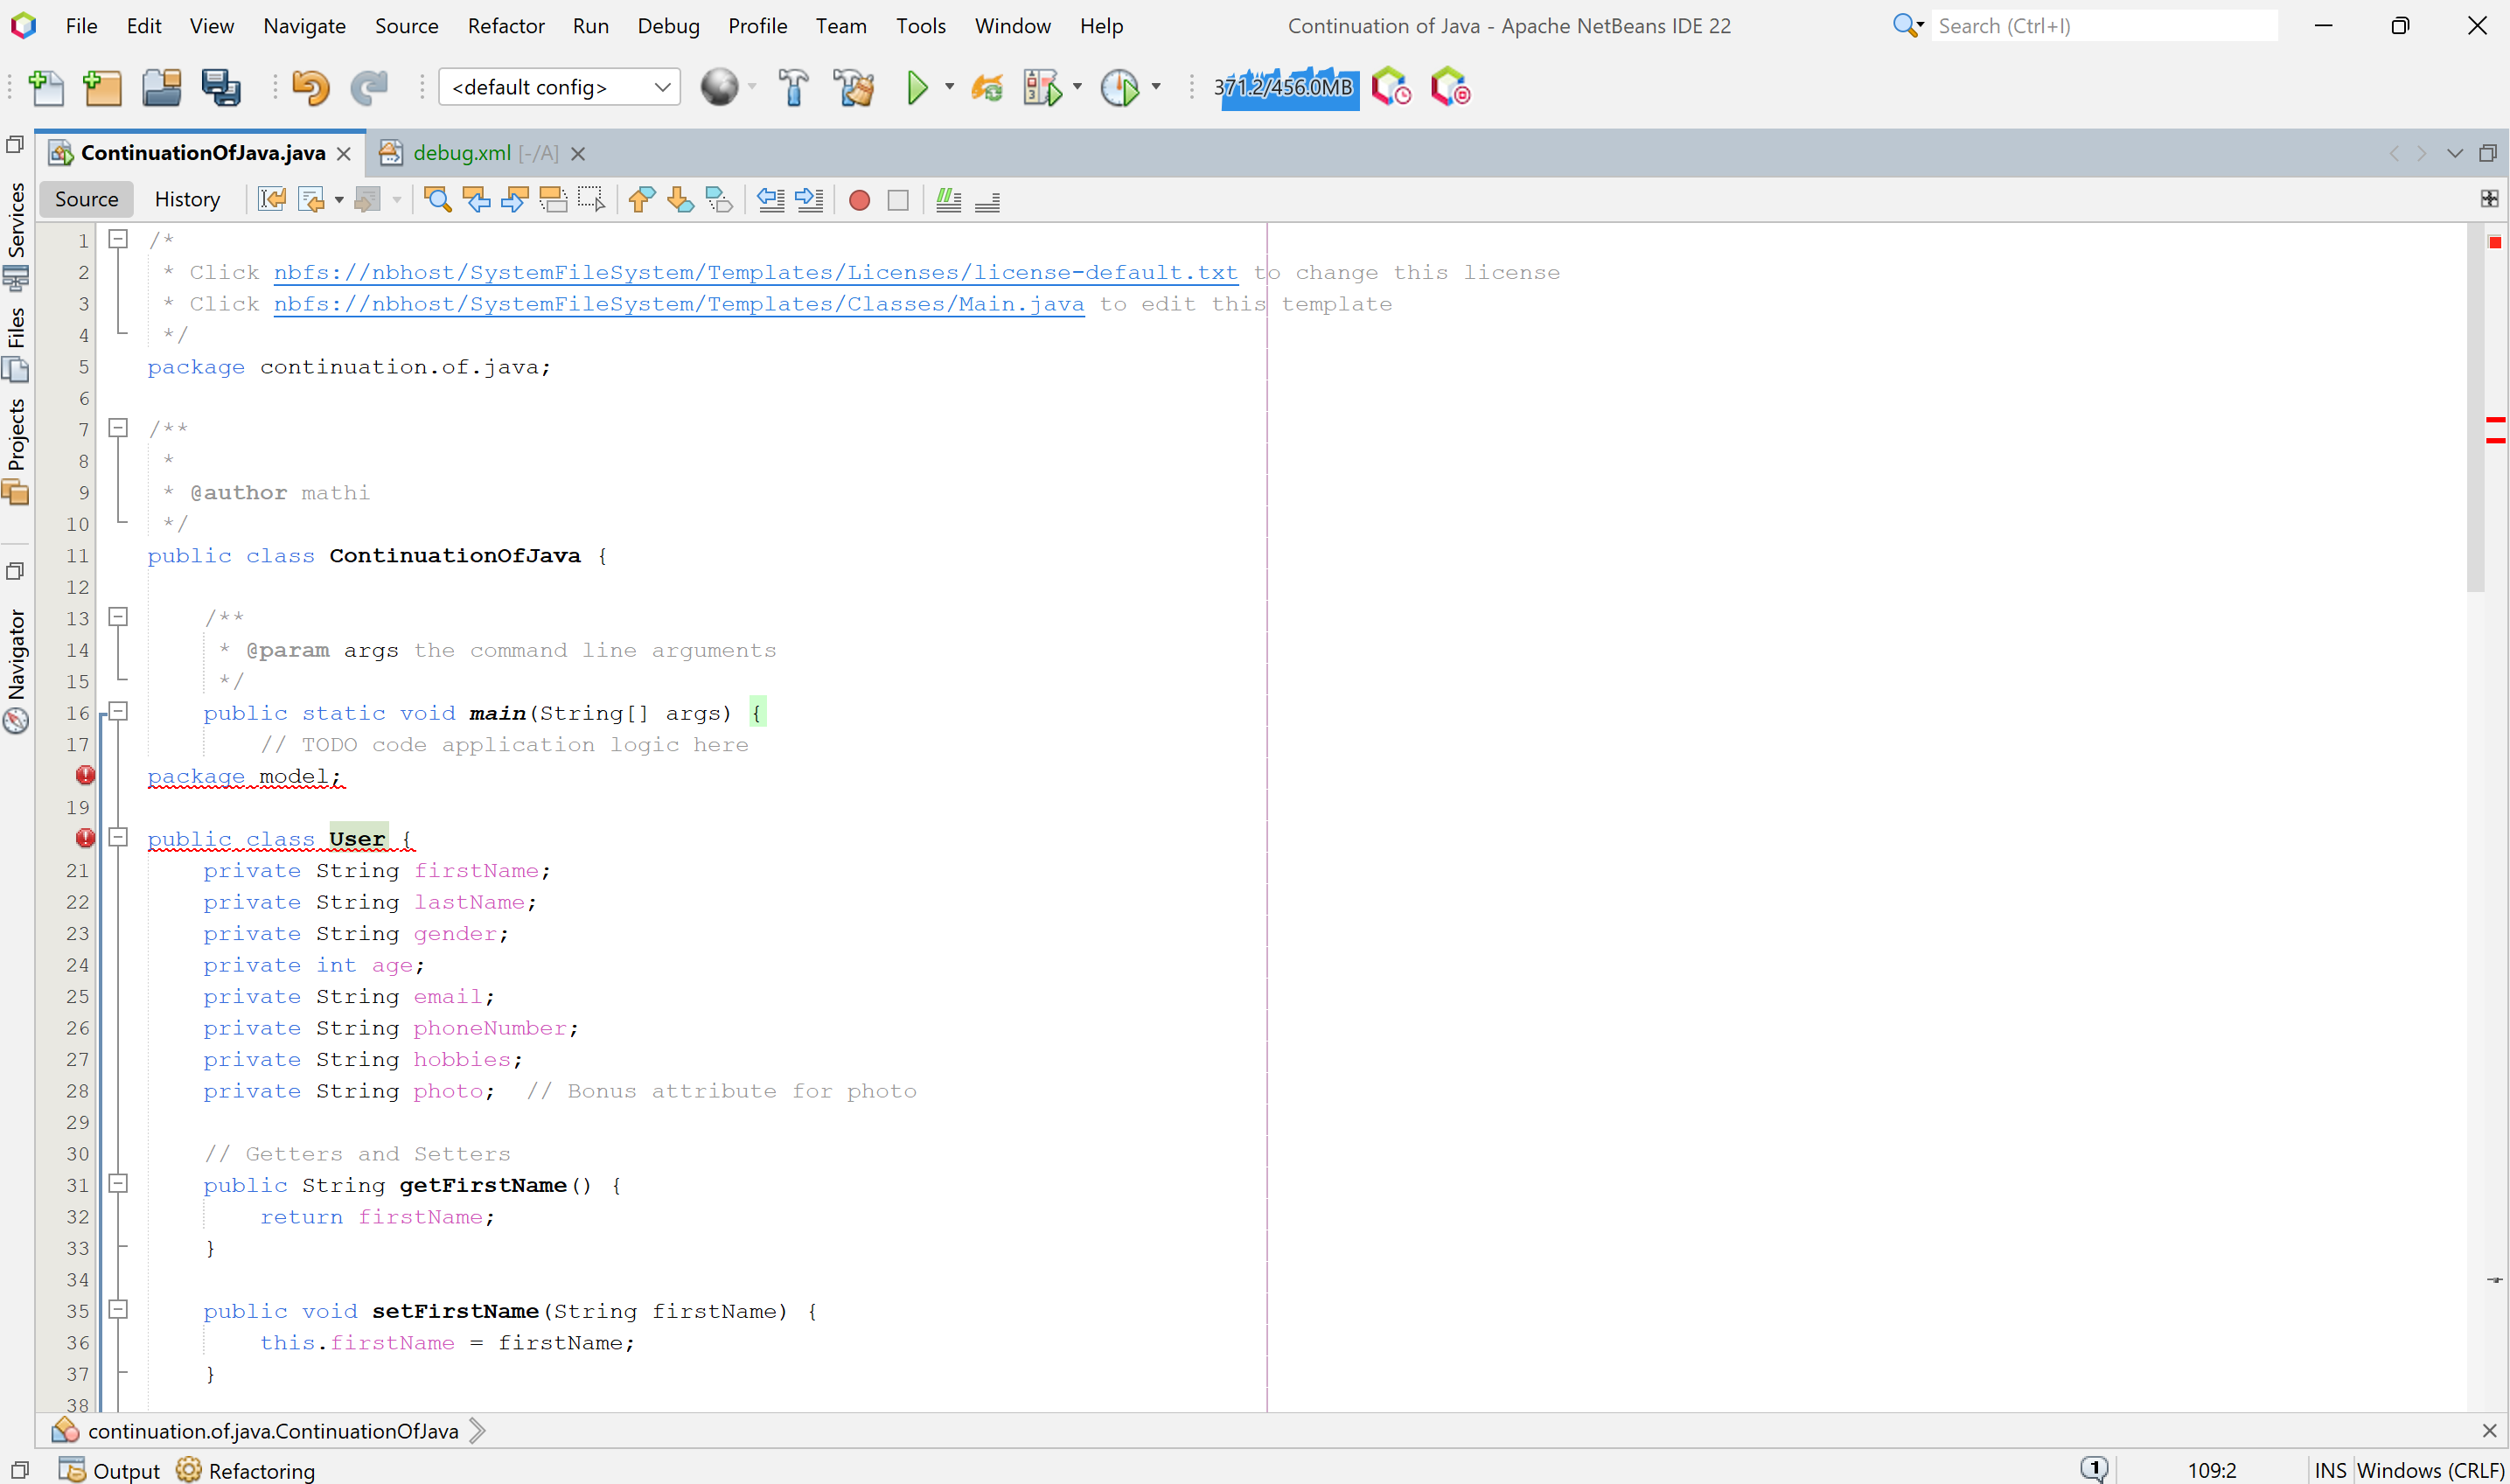 File Edit View Navigate Source Refactor Run Debug Profile Team Tools Window Help
Continuation of Java - Apache NetBeans IDE 22
Search (Ctrl+I)
<default config>
371.2/456.0MB
ContinuationOfJava.java
debug.xml [-/A]
Source History
Services
Files
Projects
Navigator
1 /*
2 * Click nbfs://nbhost/SystemFileSystem/Templates/Licenses/license-default.txt to change this license
3 * Click nbfs://nbhost/SystemFileSystem/Templates/Classes/Main.java to edit this template
4 */
5 package continuation.of.java;
6
7 /**
8 *
9 * @author mathi
10 */
11 public class ContinuationOfJava {
12
13 /**
14 * @param args the command line arguments
15 */
16 public static void main(String[] args) {
17 // TODO code application logic here
package model;
19
public class User {
21 private String firstName;
22 private String lastName;
23 private String gender;
24 private int age;
25 private String email;
26 private String phoneNumber;
27 private String hobbies;
28 private String photo; // Bonus attribute for photo
29
30 // Getters and Setters
31 public String getFirstName() {
32 return firstName;
33 }
34
35 public void setFirstName(String firstName) {
36 this.firstName = firstName;
37 }
38
continuation.of.java.ContinuationOfJava
Output Refactoring
1
109:2
INS
Windows (CRLF)